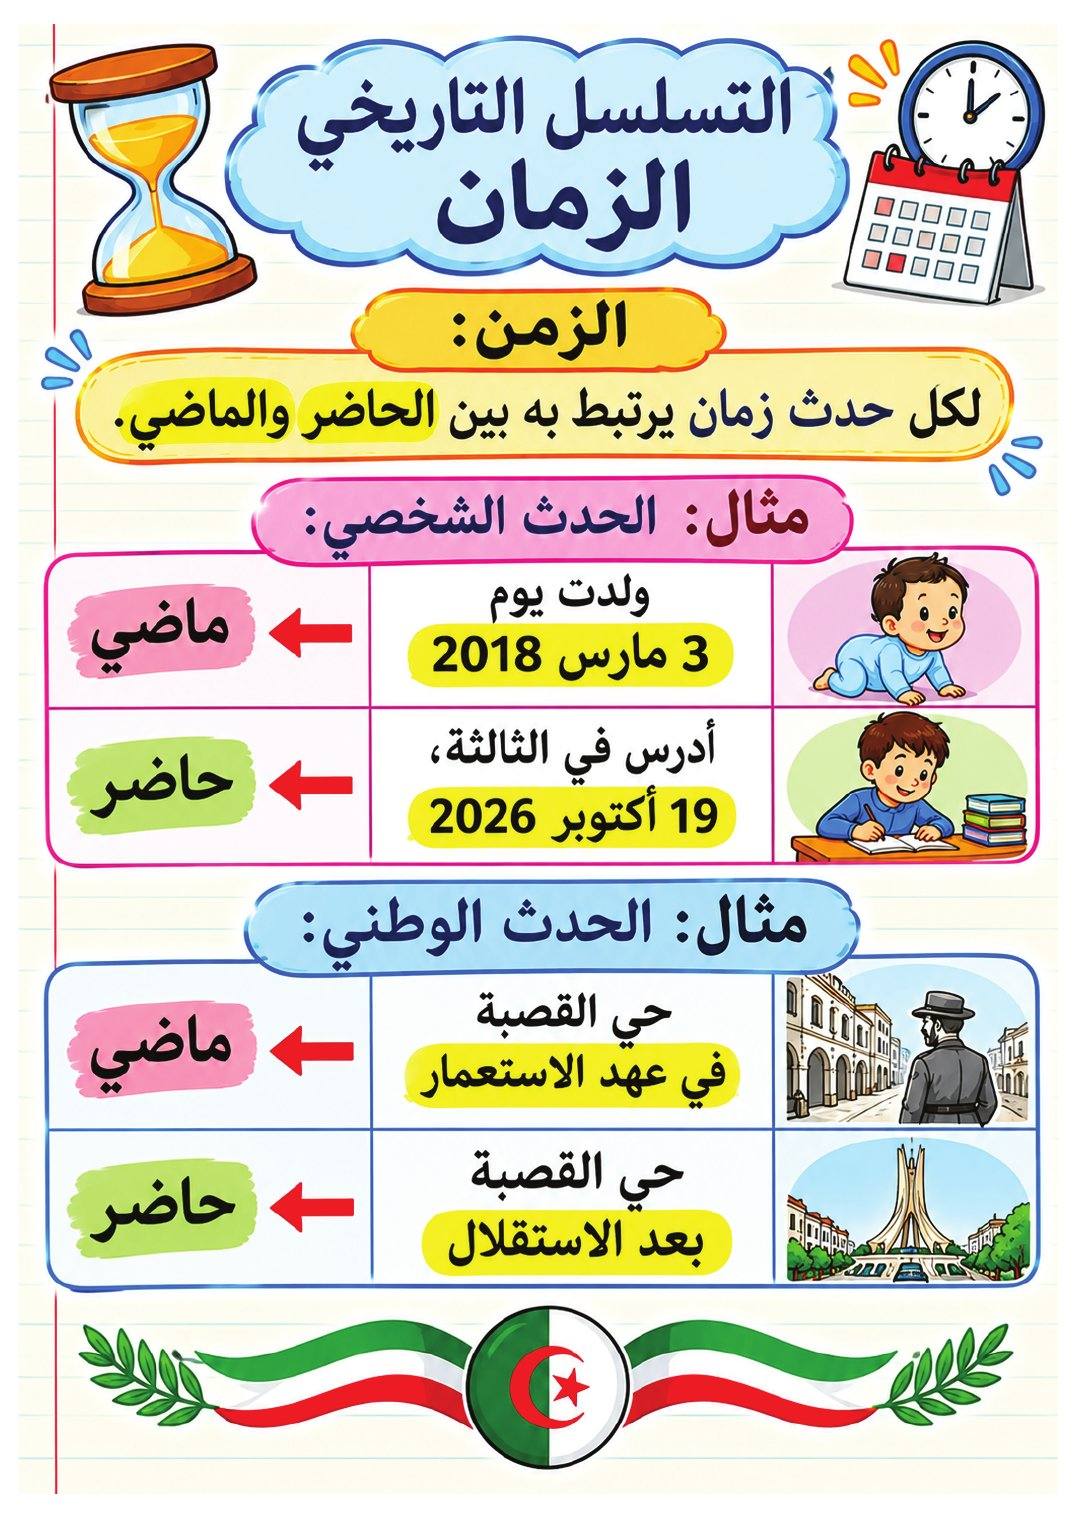 التسلسل التاريخي
الزمان
الزمن:
لكل حدث زمان يرتبط به بين الحاضر والماضي.
مثال: الحدث الشخصي:
ولدت يوم
3 مارس 2018
ماضي
أدرس في الثالثة،
19 أكتوبر 2026
حاضر
مثال: الحدث الوطني:
حي القصبة
في عهد الاستعمار
ماضي
حي القصبة
بعد الاستقلال
حاضر